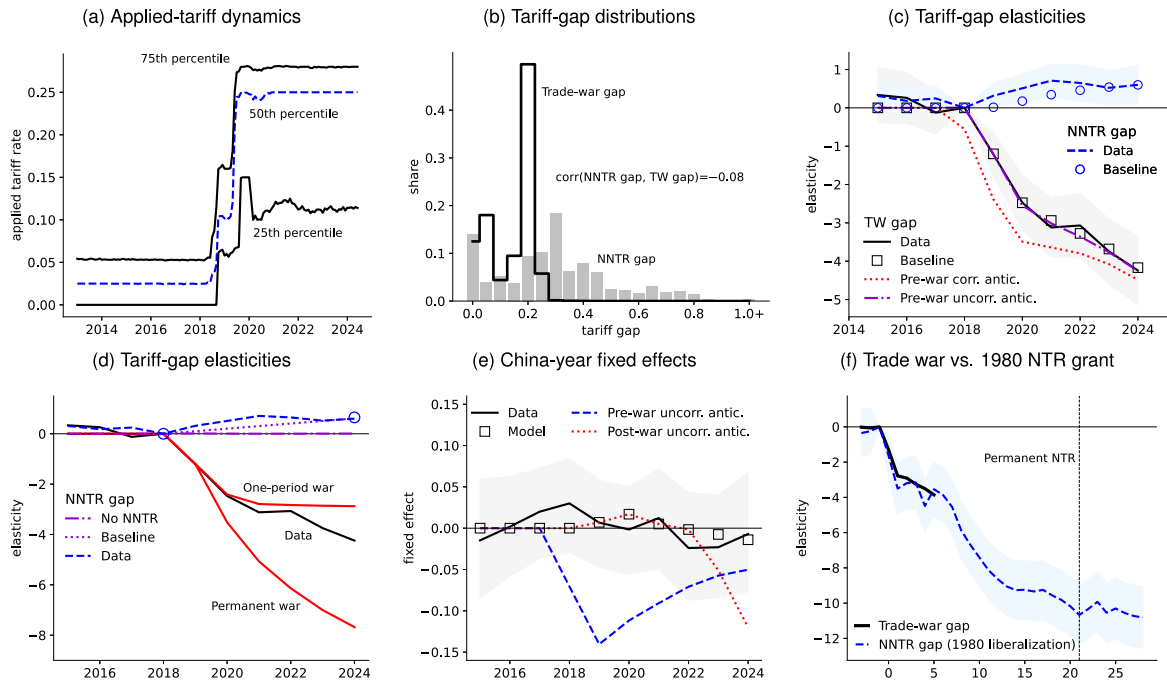 (a) Applied-tariff dynamics
75th percentile
50th percentile
25th percentile
applied tariff rate
0.25
0.20
0.15
0.10
0.05
0.00
2014 2016 2018 2020 2022 2024
(b) Tariff-gap distributions
Trade-war gap
corr(NNTR gap, TW gap)=−0.08
NNTR gap
share
0.4
0.3
0.2
0.1
0.0
0.0 0.2 0.4 0.6 0.8 1.0+
tariff gap
(c) Tariff-gap elasticities
elasticity
1
0
−1
−2
−3
−4
−5
NNTR gap
Data
Baseline
TW gap
Data
Baseline
Pre-war corr. antic.
Pre-war uncorr. antic.
2014 2016 2018 2020 2022 2024
(d) Tariff-gap elasticities
elasticity
0
−2
−4
−6
−8
One-period war
Data
Permanent war
NNTR gap
No NNTR
Baseline
Data
2016 2018 2020 2022 2024
(e) China-year fixed effects
fixed effect
0.15
0.10
0.05
0.00
−0.05
−0.10
−0.15
Data
Model
Pre-war uncorr. antic.
Post-war uncorr. antic.
2016 2018 2020 2022 2024
(f) Trade war vs. 1980 NTR grant
elasticity
0
−2
−4
−6
−8
−10
−12
Permanent NTR
Trade-war gap
NNTR gap (1980 liberalization)
0 5 10 15 20 25